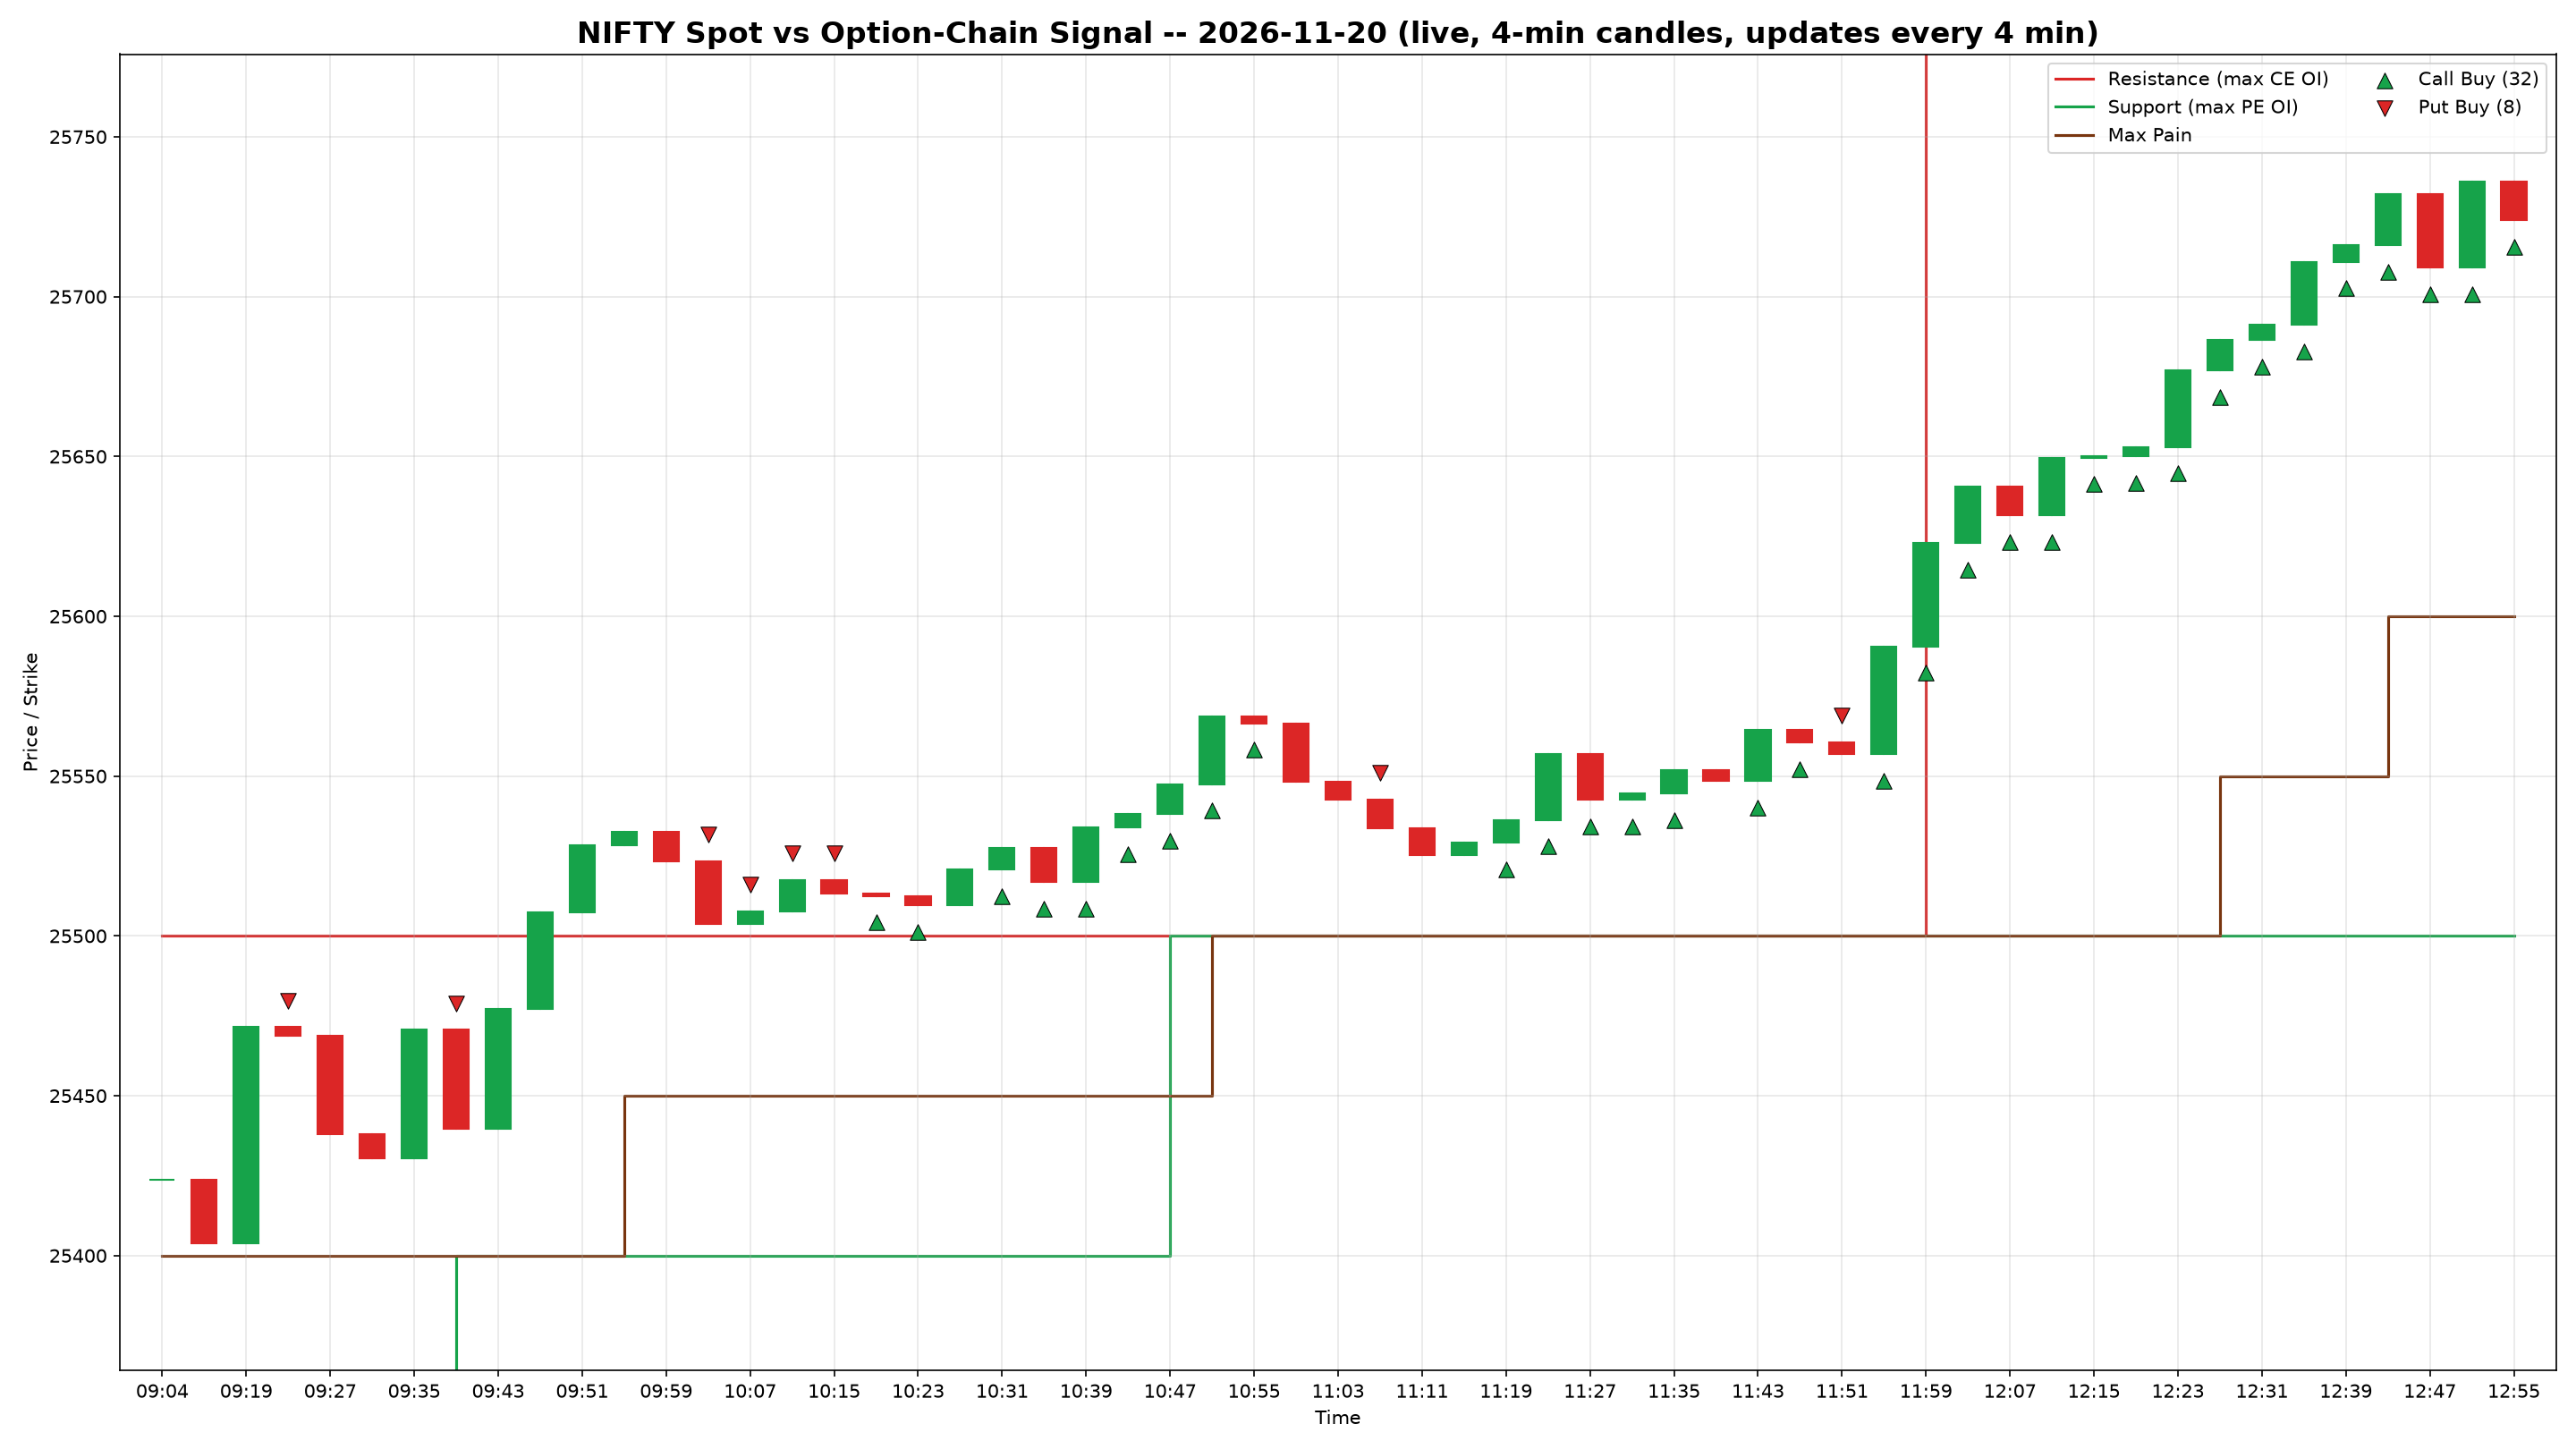 NIFTY Spot vs Option-Chain Signal -- 2026-11-20 (live, 4-min candles, updates every 4 min)
Resistance (max CE OI)
Support (max PE OI)
Max Pain
Call Buy (32)
Put Buy (8)
Price / Strike
25750
25700
25650
25600
25550
25500
25450
25400
09:04 09:19 09:27 09:35 09:43 09:51 09:59 10:07 10:15 10:23 10:31 10:39 10:47 10:55 11:03 11:11 11:19 11:27 11:35 11:43 11:51 11:59 12:07 12:15 12:23 12:31 12:39 12:47 12:55
Time